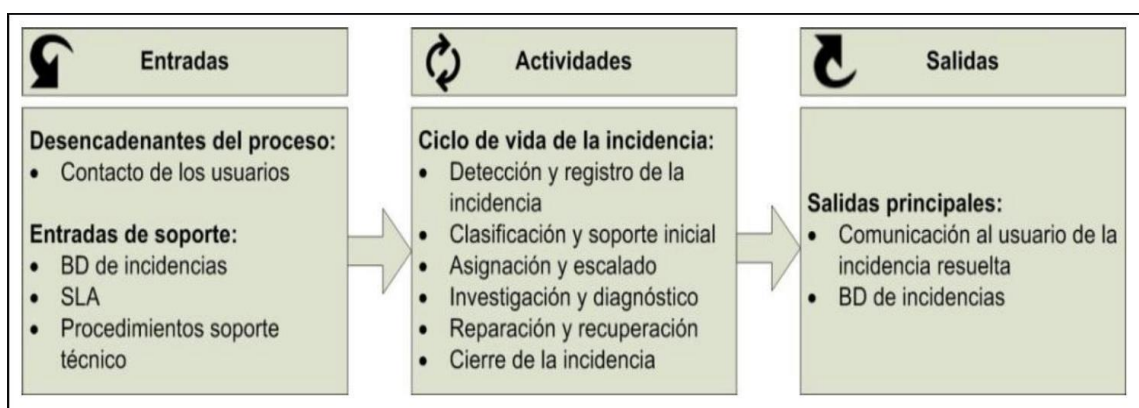 Entradas
Desencadenantes del proceso:
• Contacto de los usuarios
Entradas de soporte:
• BD de incidencias
• SLA
• Procedimientos soporte
técnico
Actividades
Ciclo de vida de la incidencia:
• Detección y registro de la
incidencia
• Clasificación y soporte inicial
• Asignación y escalado
• Investigación y diagnóstico
• Reparación y recuperación
• Cierre de la incidencia
Salidas
Salidas principales:
• Comunicación al usuario de la
incidencia resuelta
• BD de incidencias